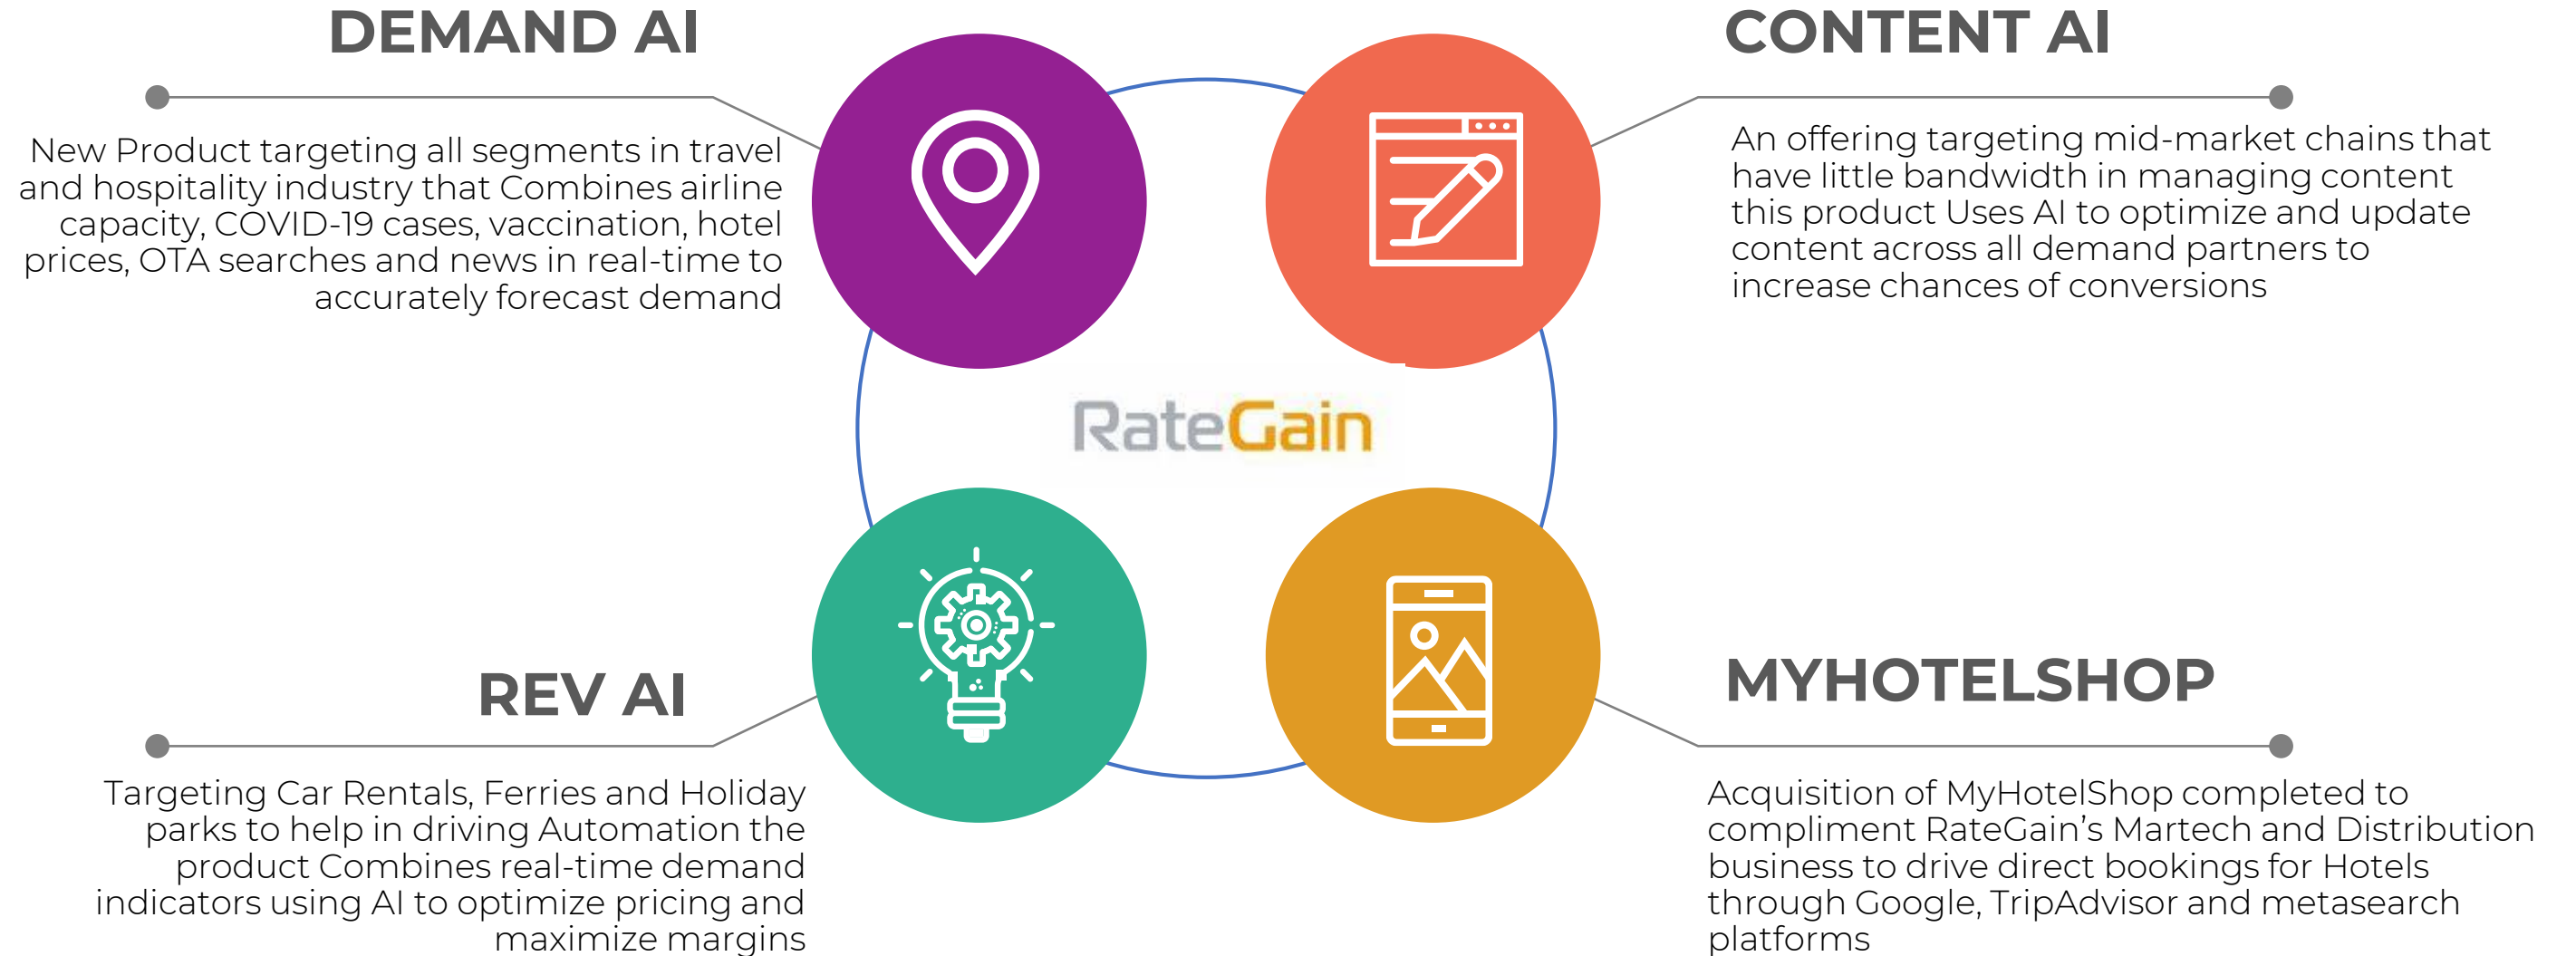 DEMAND AI
New Product targeting all segments in travel
and hospitality industry that Combines airline
capacity, COVID-19 cases, vaccination, hotel
prices, OTA searches and news in real-time to
accurately forecast demand
CONTENT AI
An offering targeting mid-market chains that
have little bandwidth in managing content
this product Uses AI to optimize and update
content across all demand partners to
increase chances of conversions
RateGain
REV AI
Targeting Car Rentals, Ferries and Holiday
parks to help in driving Automation the
product Combines real-time demand
indicators using AI to optimize pricing and
maximize margins
MYHOTELSHOP
Acquisition of MyHotelShop completed to
compliment RateGain’s Martech and Distribution
business to drive direct bookings for Hotels
through Google, TripAdvisor and metasearch
platforms